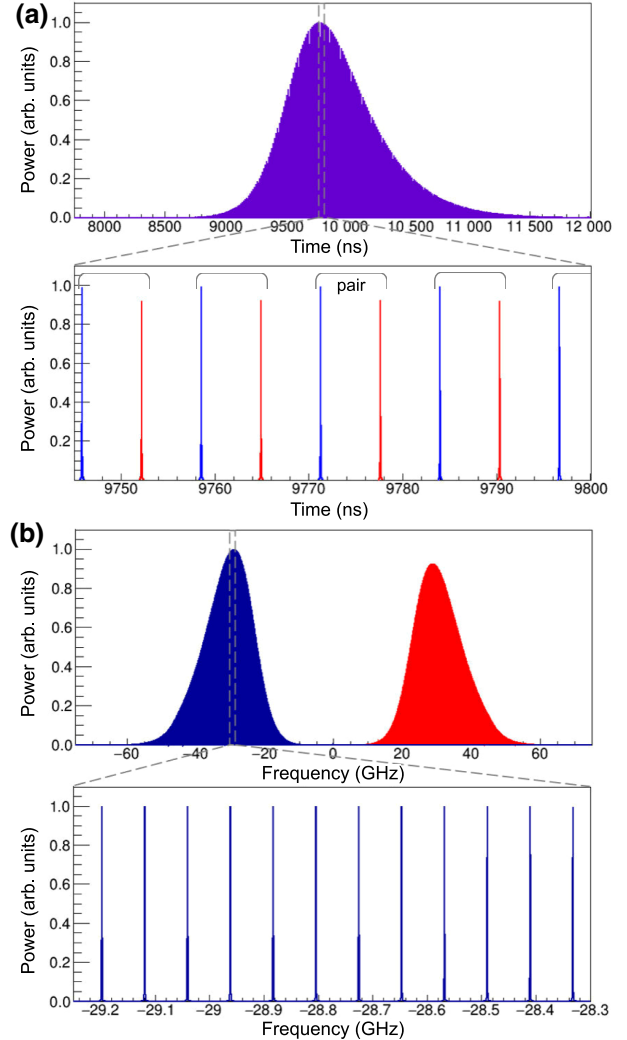 (a)
Power (arb. units)
1.0
0.8
0.6
0.4
0.2
0.0
8000 8500 9000 9500 10 000 10 500 11 000 11 500 12 000
Time (ns)
pair
Power (arb. units)
1.0
0.8
0.6
0.4
0.2
9750 9760 9770 9780 9790 9800
Time (ns)
(b)
Power (arb. units)
1.0
0.8
0.6
0.4
0.2
0.0
−60 −40 −20 0 20 40 60
Frequency (GHz)
Power (arb. units)
1.0
0.8
0.6
0.4
0.2
0.0
−29.2 −29.1 −29 −28.9 −28.8 −28.7 −28.6 −28.5 −28.4 −28.3
Frequency (GHz)